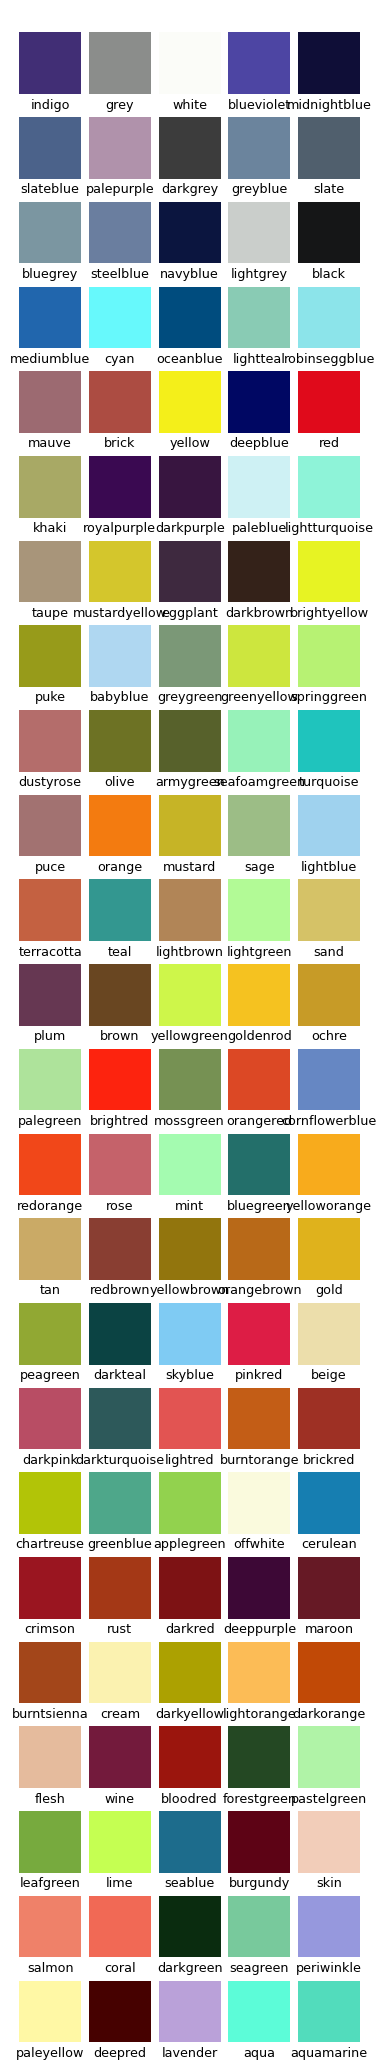 indigo grey white blueviolet midnightblue
slateblue palepurple darkgrey greyblue slate
bluegrey steelblue navyblue lightgrey black
mediumblue cyan oceanblue lightteal robinseggblue
mauve brick yellow deepblue red
khaki royalpurple darkpurple paleblue lightturquoise
taupe mustardyellow eggplant darkbrown brightyellow
puke babyblue greygreen greenyellow springgreen
dustyrose olive armygreen seafoamgreen turquoise
puce orange mustard sage lightblue
terracotta teal lightbrown lightgreen sand
plum brown yellowgreen goldenrod ochre
palegreen brightred mossgreen orangered cornflowerblue
redorange rose mint bluegreen yelloworange
tan redbrown yellowbrown orangebrown gold
peagreen darkteal skyblue pinkred beige
darkpink darkturquoise lightred burntorange brickred
chartreuse greenblue applegreen offwhite cerulean
crimson rust darkred deeppurple maroon
burntsienna cream darkyellow lightorange darkorange
flesh wine bloodred forestgreen pastelgreen
leafgreen lime seablue burgundy skin
salmon coral darkgreen seagreen periwinkle
paleyellow deepred lavender aqua aquamarine